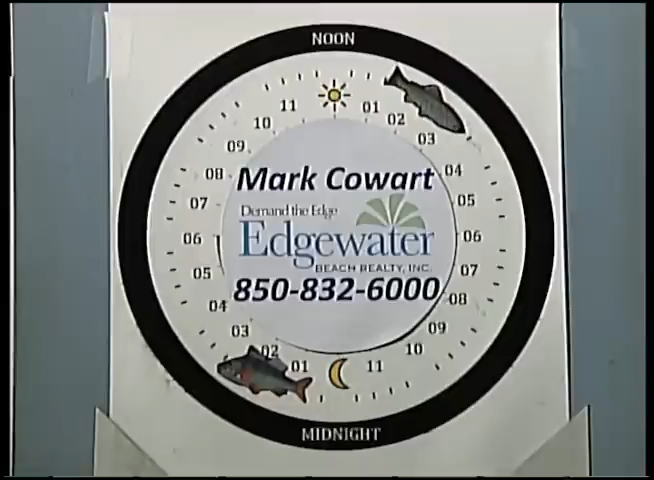 NOON
11 01
10 02
09 03
08 04
07 05
06 06
05 07
04 08
03 09
02 10
01 11
Mark Cowart
Demand the Edge
Edgewater
BEACH REALTY, INC.
850-832-6000
MIDNIGHT